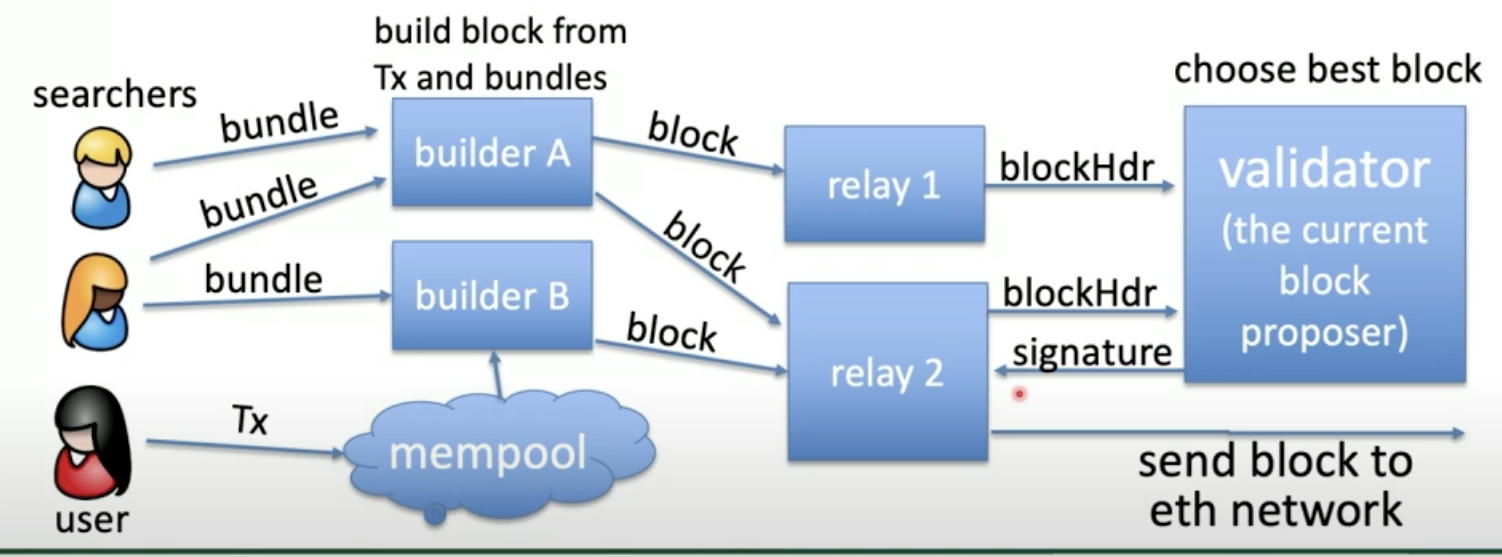 build block from
Tx and bundles
choose best block
searchers
bundle
builder A
block
relay 1
blockHdr
validator
(the current
block
proposer)
bundle
bundle
builder B
block
block
relay 2
blockHdr
signature
Tx
mempool
user
send block to
eth network